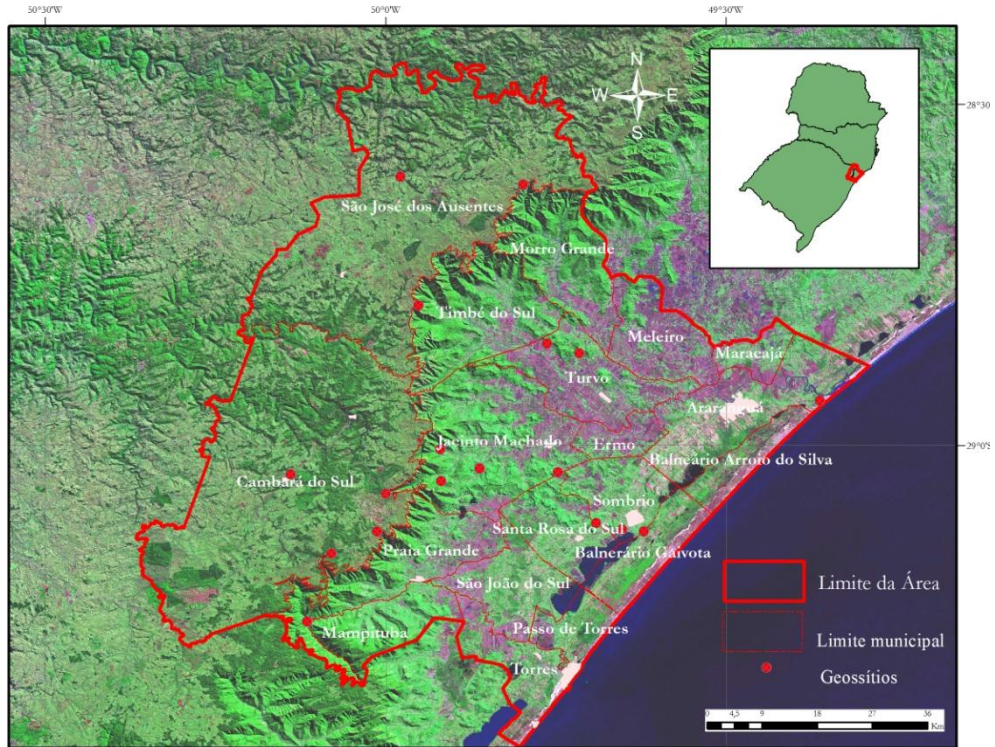 50°30'W
50°0'W
49°30'W
28°30'S
29°0'S
N
W E
S
São José dos Ausentes
Morro Grande
Timbé do Sul
Meleiro
Maracajá
Turvo
Araranguá
Jacinto Machado
Ermo
Balneário Arroio do Silva
Cambará do Sul
Sombrio
Santa Rosa do Sul
Praia Grande
Balnerário Gaivota
São João do Sul
Mampituba
Passo de Torres
Torres
Limite da Área
Limite municipal
Geossítios
0 4,5 9 18 27 36
Km